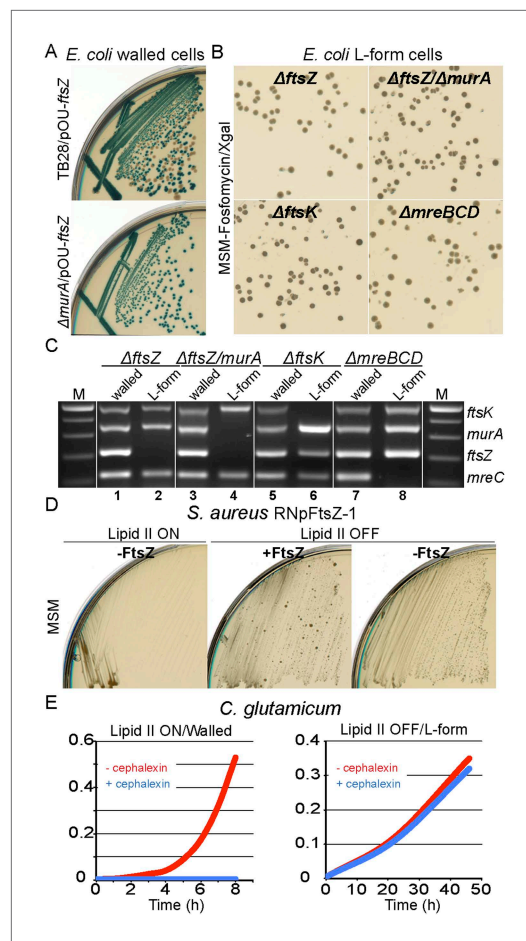 A E. coli walled cells
TB28/pOU-ftsZ
ΔmurA/pOU-ftsZ
B E. coli L-form cells
MSM-Fosfomycin/Xgal
ΔftsZ ΔftsZ/ΔmurA
ΔftsK ΔmreBCD
C
ΔftsZ ΔftsZ/murA ΔftsK ΔmreBCD
M walled L-form walled L-form walled L-form walled L-form M
ftsK
murA
ftsZ
mreC
1 2 3 4 5 6 7 8
D S. aureus RNpFtsZ-1
Lipid II ON Lipid II OFF
-FtsZ +FtsZ -FtsZ
MSM
E C. glutamicum
Lipid II ON/Walled
0.6
0.4
0.2
0
- cephalexin
+ cephalexin
0 2 4 6 8
Time (h)
Lipid II OFF/L-form
0.4
0.3
0.2
0.1
0
- cephalexin
+ cephalexin
0 10 20 30 40 50
Time (h)